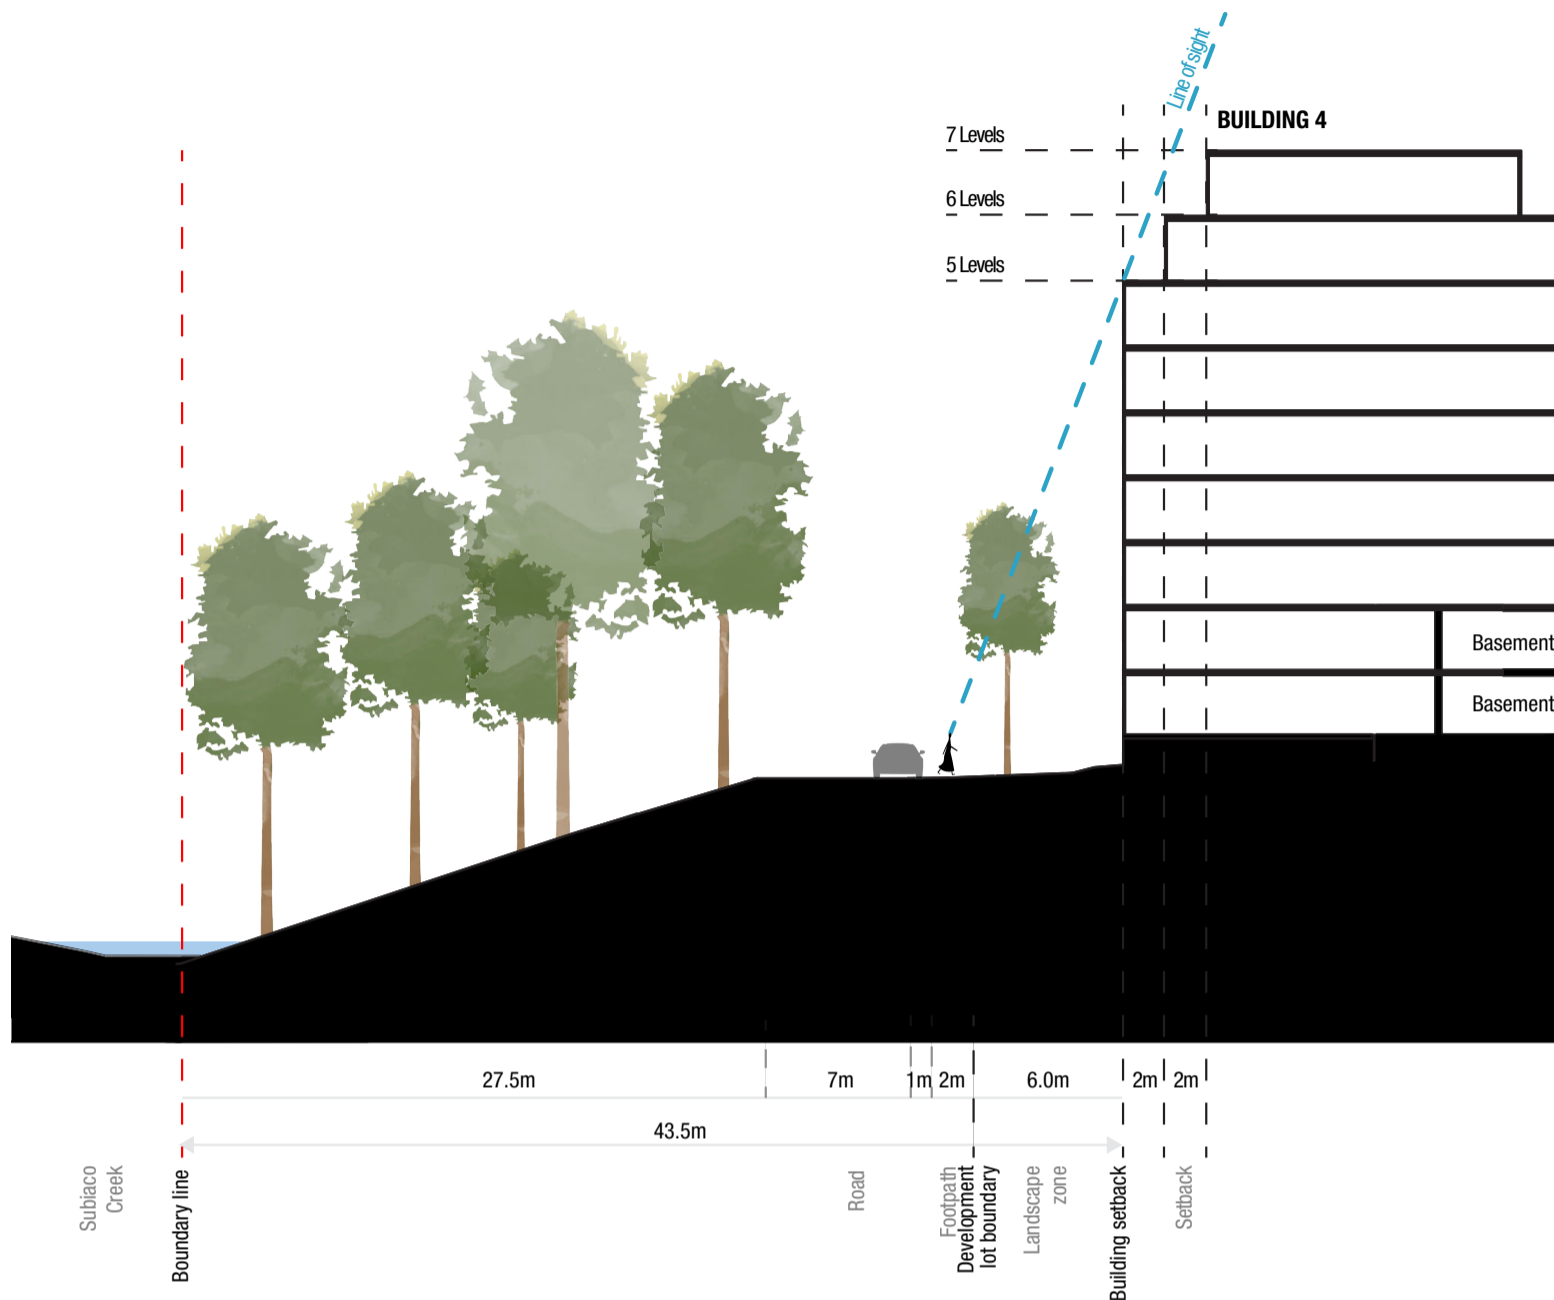 Line of sight
BUILDING 4
7 Levels
6 Levels
5 Levels
Basement
Basement
27.5m
7m
1m
2m
6.0m
2m
2m
43.5m
Subiaco
Creek
Boundary line
Road
Footpath
Development
lot boundary
Landscape
zone
Building setback
Setback